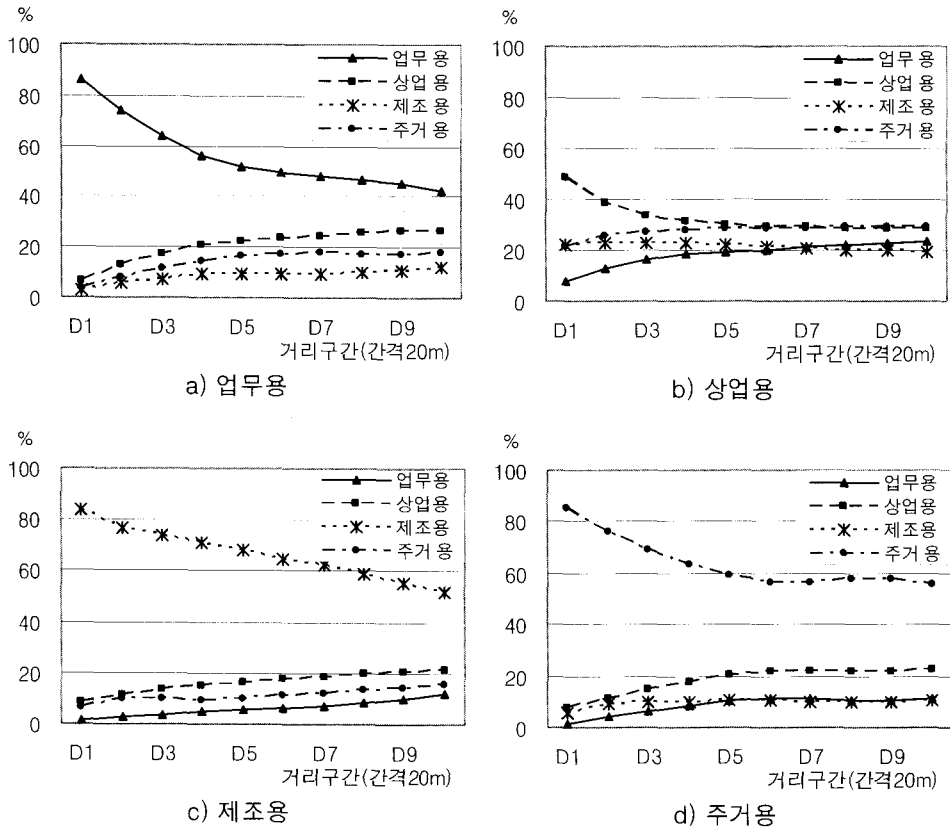 %
100
80
60
40
20
0
업무 용
상업용
제조용
주거 용
D1 D3 D5 D7 D9
거리구간(간격20m)
a) 업무용
%
100
80
60
40
20
0
업무 용
상업용
제조용
주거 용
D1 D3 D5 D7 D9
거리구간(간격20m)
b) 상업용
%
100
80
60
40
20
0
업무용
상업용
제조용
주거 용
D1 D3 D5 D7 D9
거리구간(간격20m)
c) 제조용
%
100
80
60
40
20
0
업무용
상업용
제조용
주거 용
D1 D3 D5 D7 D9
거리구간(간격20m)
d) 주거용